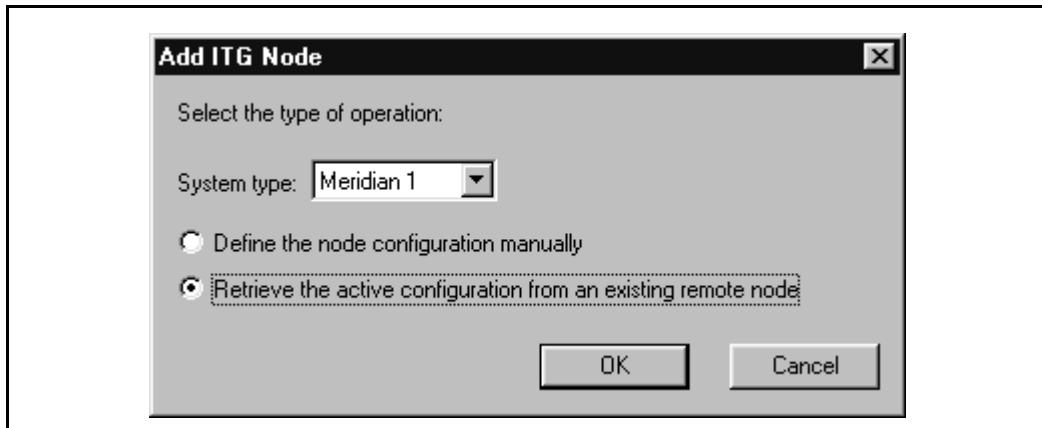 Add ITG Node
Select the type of operation:
System type: Meridian 1
Define the node configuration manually
Retrieve the active configuration from an existing remote node
OK Cancel